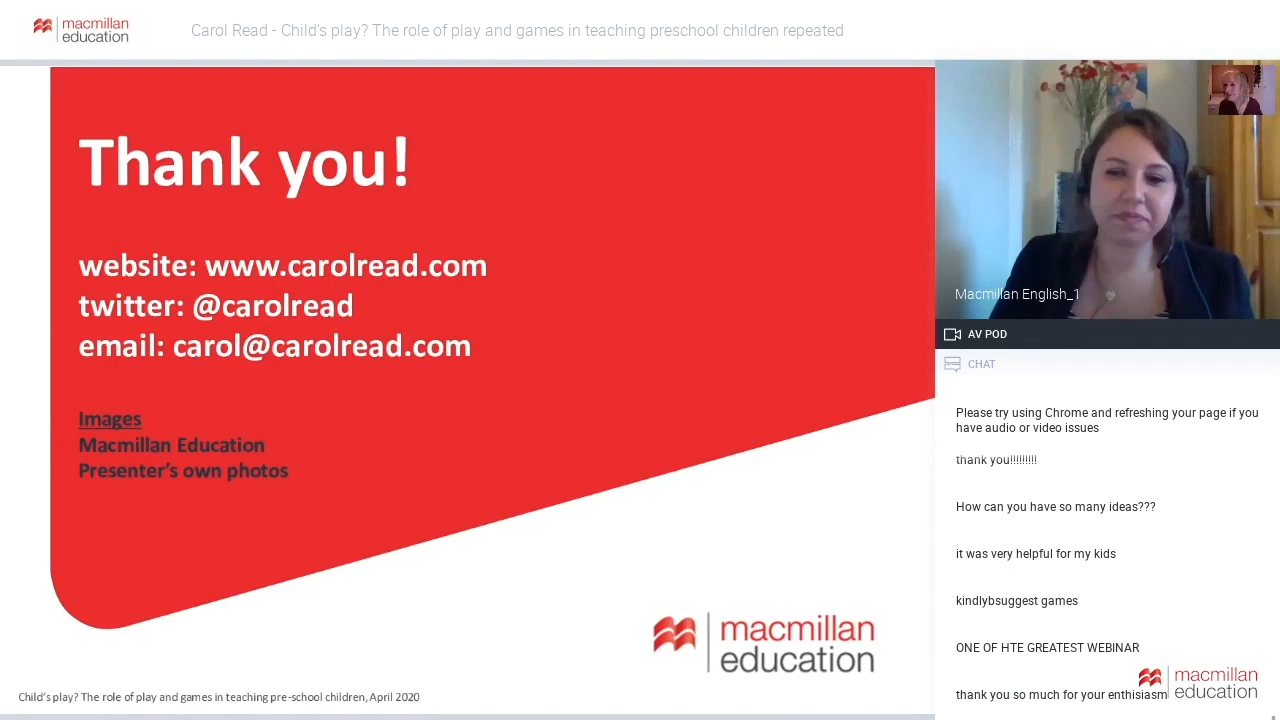 macmillan
education
Carol Read - Child's play? The role of play and games in teaching preschool children repeated
Thank you!
website: www.carolread.com
twitter: @carolread
email: carol@carolread.com
Images
Macmillan Education
Presenter's own photos
macmillan
education
Child's play? The role of play and games in teaching pre-school children, April 2020
Macmillan English_1
AV POD
CHAT
Please try using Chrome and refreshing your page if you
have audio or video issues
thank you!!!!!!!!!
How can you have so many ideas???
it was very helpful for my kids
kindlybsuggest games
ONE OF HTE GREATEST WEBINAR
thank you so much for your enthisiasm
macmillan
education